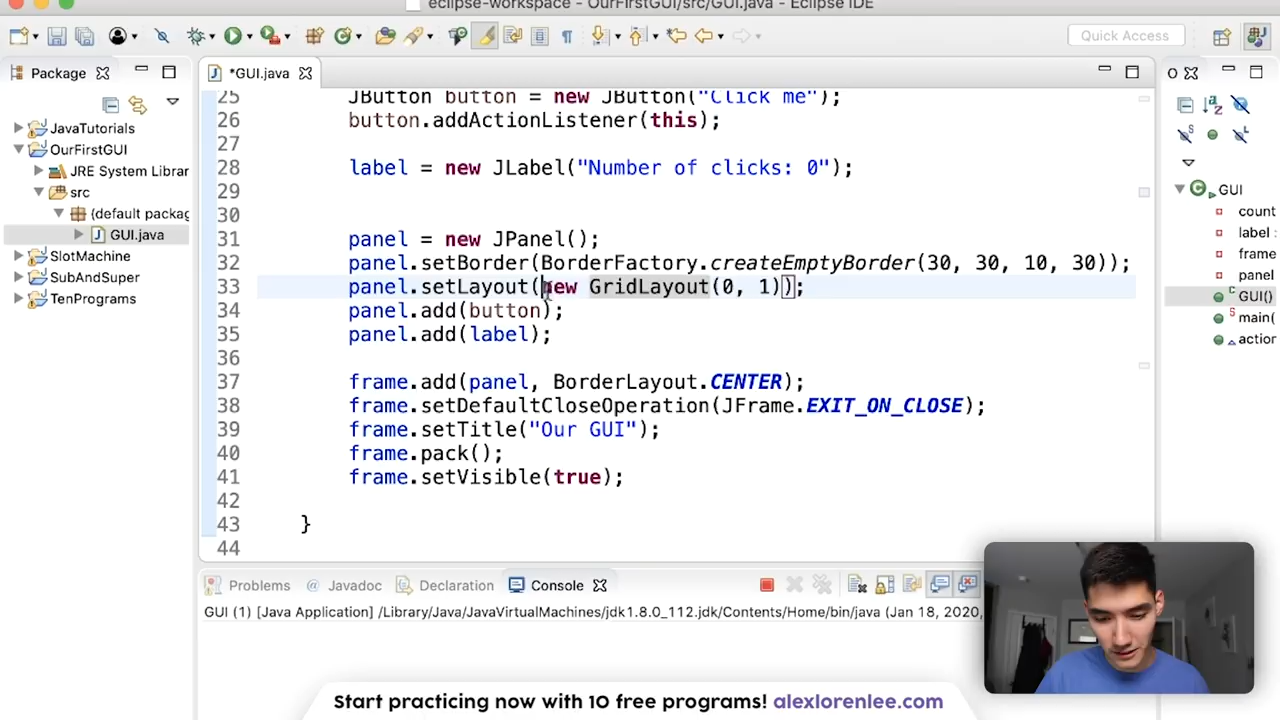 eclipse-workspace - OurFirstGUI/src/GUI.java - Eclipse IDE
Quick Access
Package
*GUI.java
O
JavaTutorials
OurFirstGUI
JRE System Librar
src
(default packag
GUI.java
SlotMachine
SubAndSuper
TenPrograms
25 JButton button = new JButton("Click me");
26 button.addActionListener(this);
27
28 label = new JLabel("Number of clicks: 0");
29
30
31 panel = new JPanel();
32 panel.setBorder(BorderFactory.createEmptyBorder(30, 30, 10, 30));
33 panel.setLayout(new GridLayout(0, 1));
34 panel.add(button);
35 panel.add(label);
36
37 frame.add(panel, BorderLayout.CENTER);
38 frame.setDefaultCloseOperation(JFrame.EXIT_ON_CLOSE);
39 frame.setTitle("Our GUI");
40 frame.pack();
41 frame.setVisible(true);
42
43 }
44
GUI
count
label :
frame
panel
GUI()
main(
action
Problems @ Javadoc Declaration Console
GUI (1) [Java Application] /Library/Java/JavaVirtualMachines/jdk1.8.0_112.jdk/Contents/Home/bin/java (Jan 18, 2020,
Start practicing now with 10 free programs! alexlorenlee.com